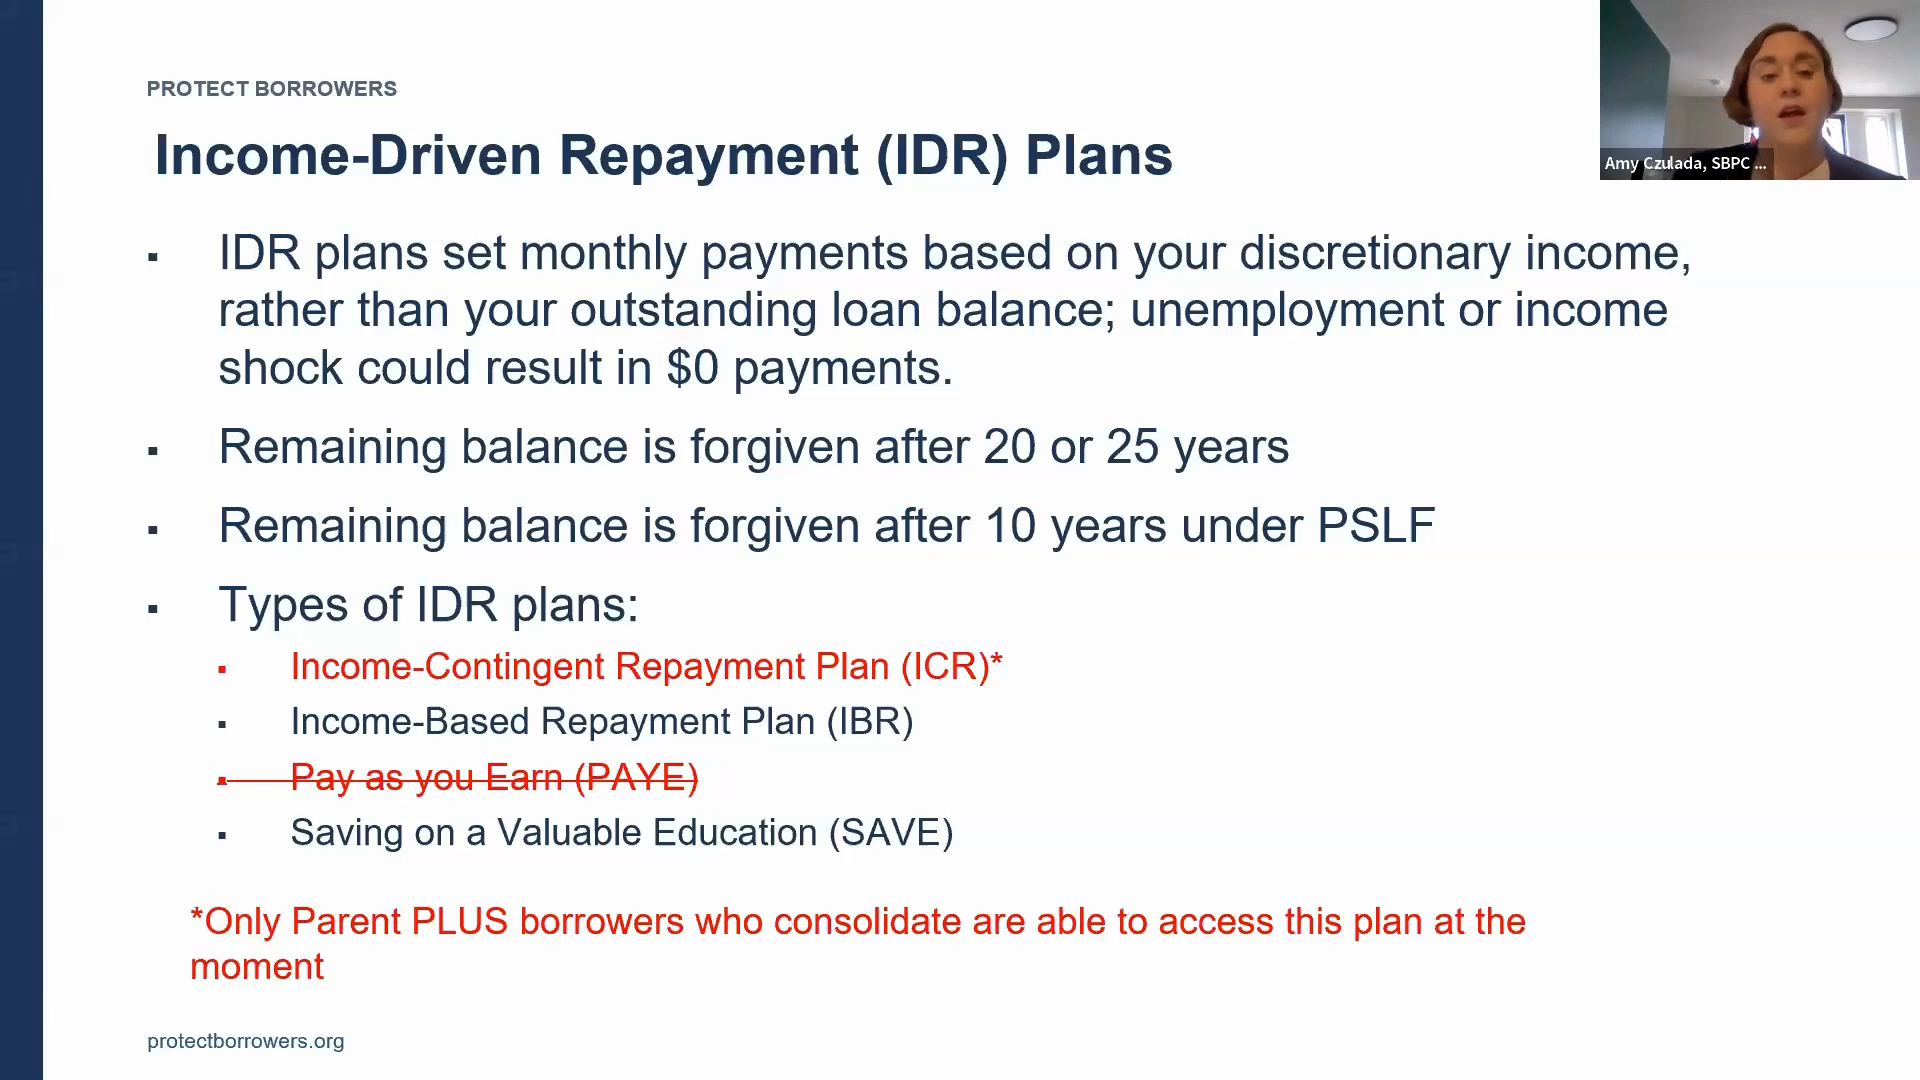 PROTECT BORROWERS
Income-Driven Repayment (IDR) Plans
Amy Czulada, SBPC ...
▪ IDR plans set monthly payments based on your discretionary income,
rather than your outstanding loan balance; unemployment or income
shock could result in $0 payments.
▪ Remaining balance is forgiven after 20 or 25 years
▪ Remaining balance is forgiven after 10 years under PSLF
▪ Types of IDR plans:
▪ Income-Contingent Repayment Plan (ICR)*
▪ Income-Based Repayment Plan (IBR)
▪ Pay as you Earn (PAYE)
▪ Saving on a Valuable Education (SAVE)
*Only Parent PLUS borrowers who consolidate are able to access this plan at the
moment
protectborrowers.org